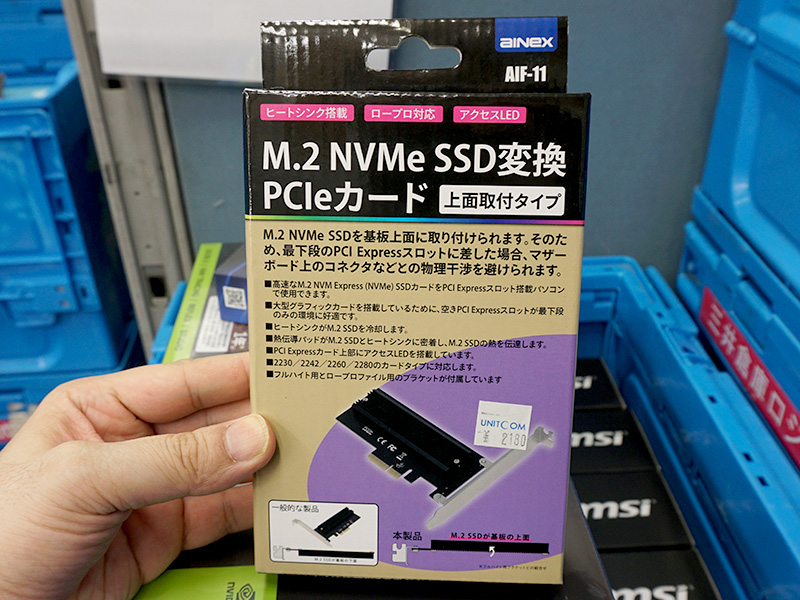 AINEX
AIF-11
ヒートシンク搭載 ロープロ対応 アクセスLED
M.2 NVMe SSD変換
PCIeカード 上面取付タイプ
M.2 NVMe SSDを基板上面に取り付けられます。そのた
め、最下段のPCI Expressスロットに差した場合、マザー
ボード上のコネクタなどとの物理干渉を避けられます。
■高速なM.2 NVM Express (NVMe) SSDカードをPCI Expressスロット搭載パソコン
で使用できます。
■大型グラフィックカードを搭載しているために、空きPCI Expressスロットが最下段
のみの環境に好適です。
■ヒートシンクがM.2 SSDを冷却します。
■熱伝導パッドがM.2 SSDとヒートシンクに密着し、M.2 SSDの熱を伝達します。
■PCI Expressカード上部にアクセスLEDを搭載しています。
■2230／2242／2260／2280のカードタイプに対応します。
■フルハイト用とロープロファイル用のブラケットが付属しています
UNITCOM
¥ 2180
一般的な製品
M.2 SSDが基板の下面
本製品
M.2 SSDが基板の上面
三井倉庫ロジ
msi
msi
msi